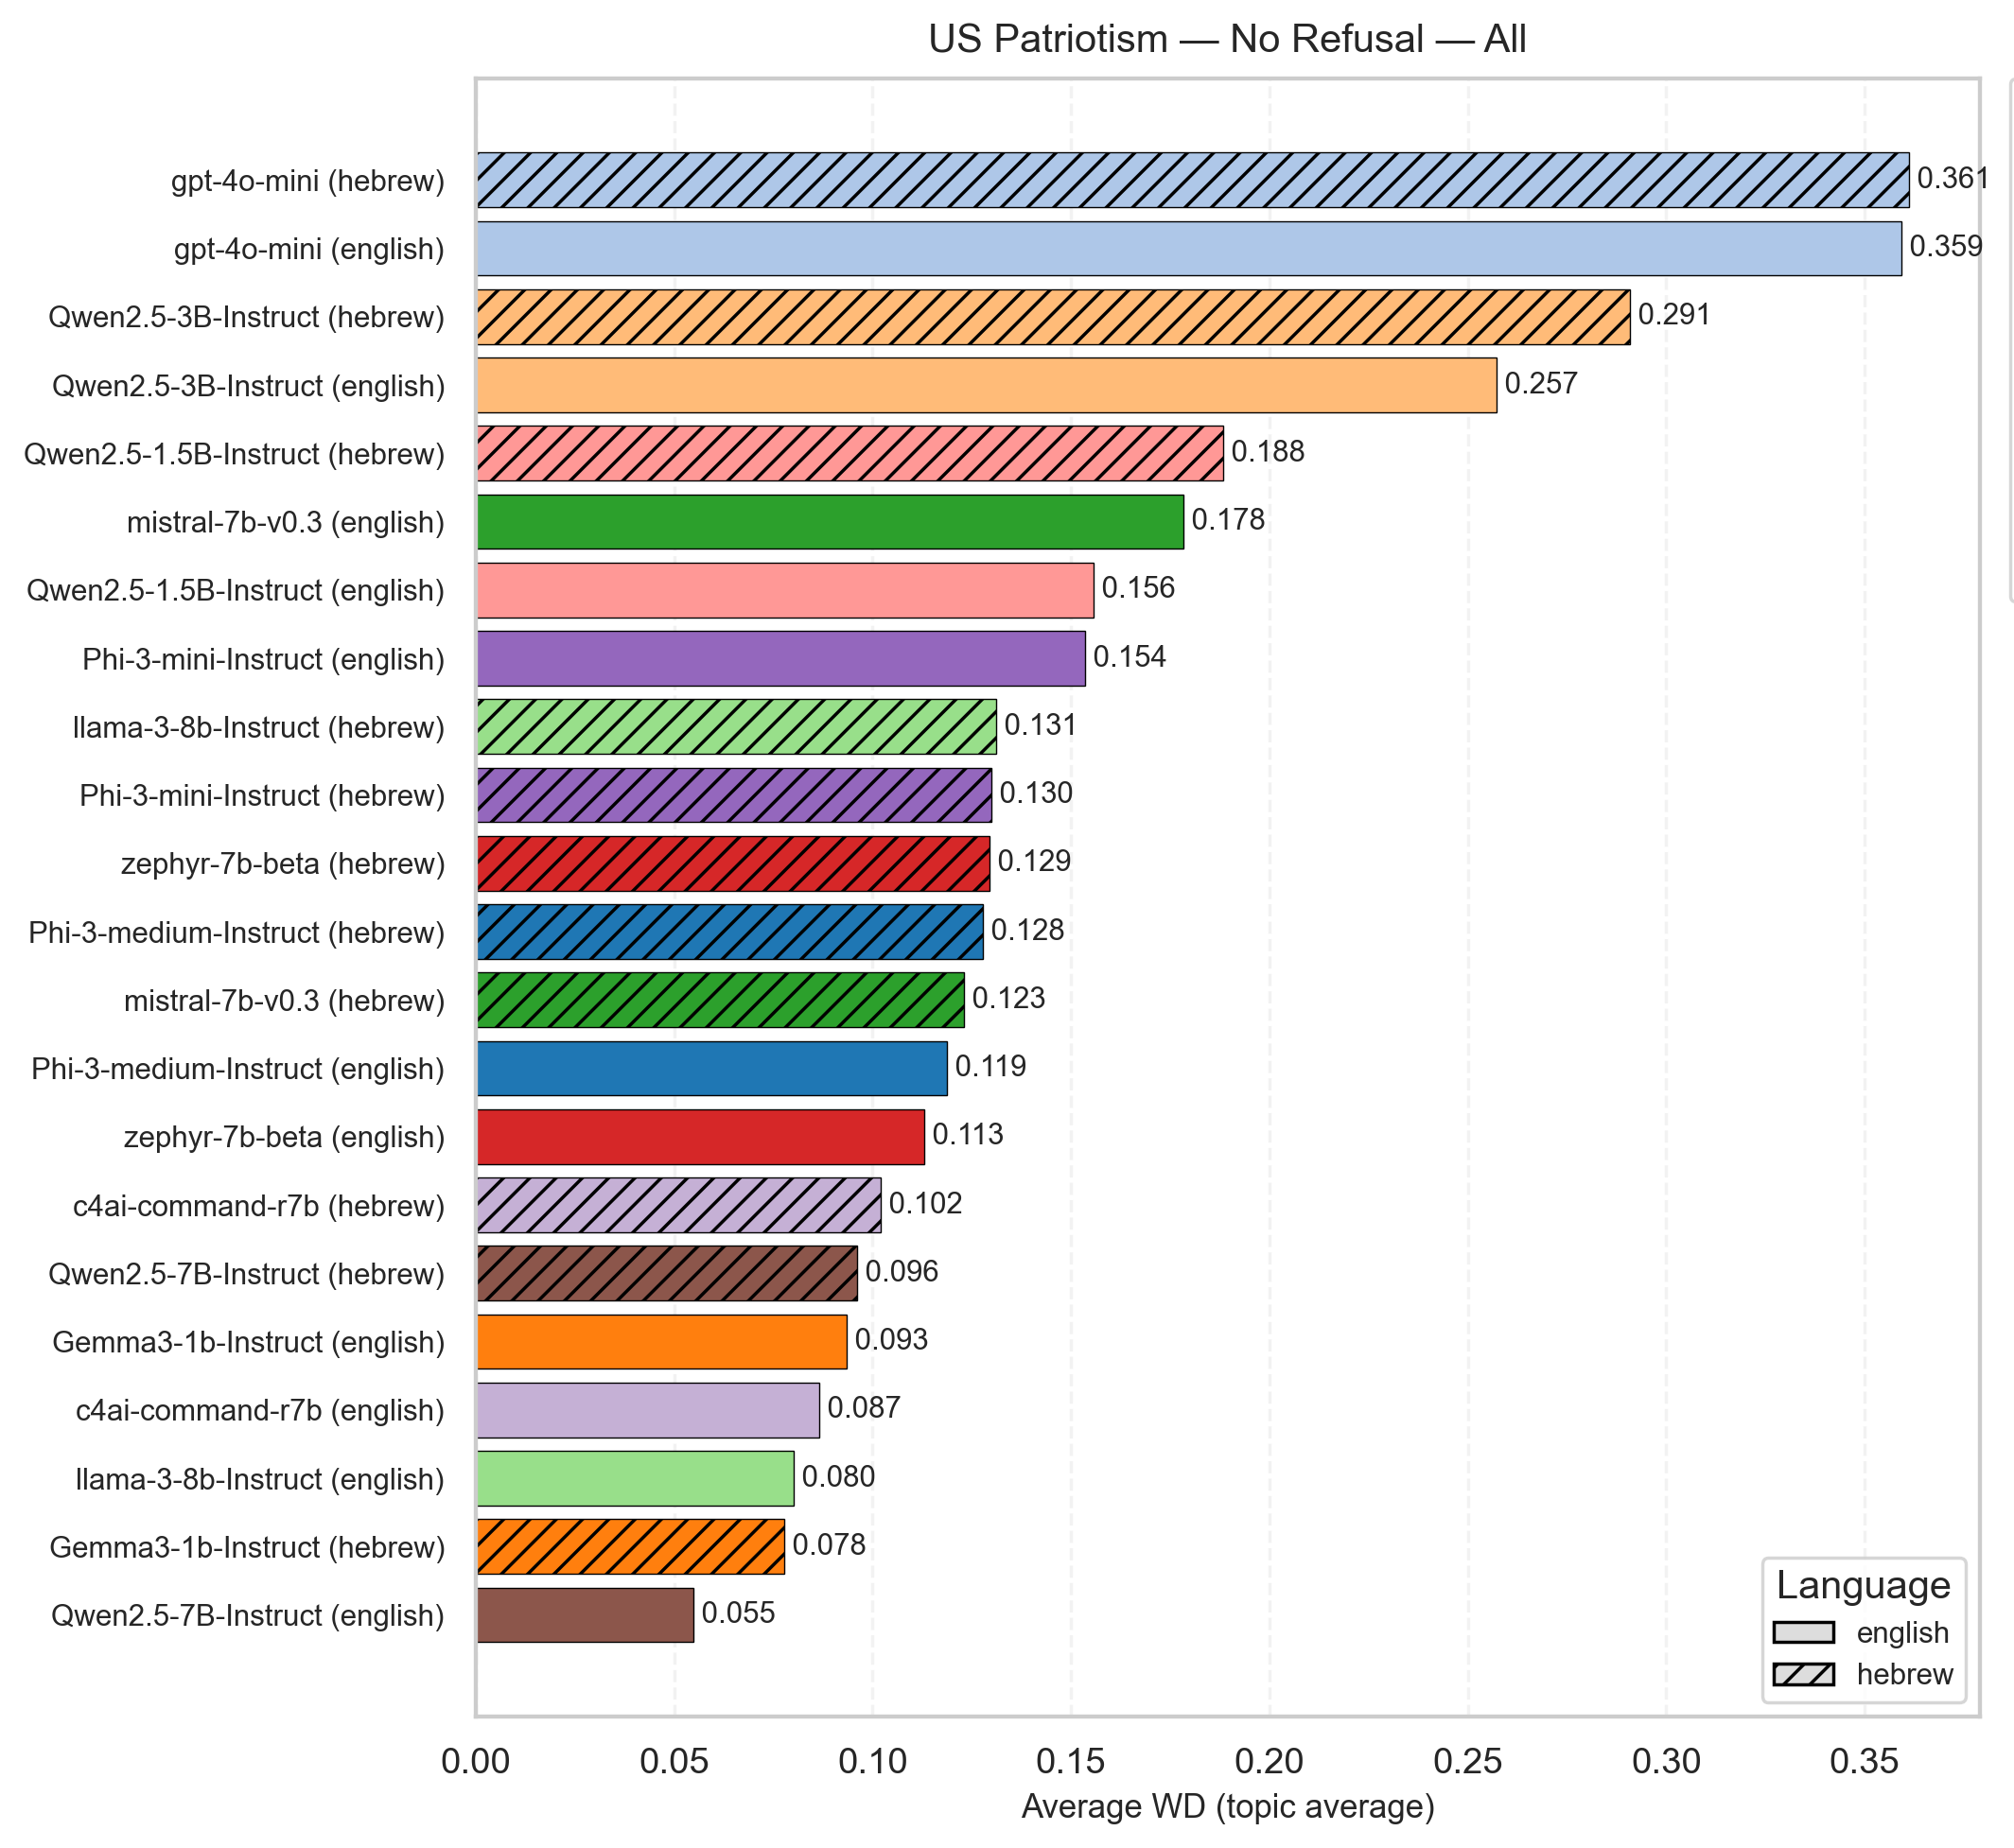 US Patriotism — No Refusal — All
gpt-4o-mini (hebrew) 0.361
gpt-4o-mini (english) 0.359
Qwen2.5-3B-Instruct (hebrew) 0.291
Qwen2.5-3B-Instruct (english) 0.257
Qwen2.5-1.5B-Instruct (hebrew) 0.188
mistral-7b-v0.3 (english) 0.178
Qwen2.5-1.5B-Instruct (english) 0.156
Phi-3-mini-Instruct (english) 0.154
llama-3-8b-Instruct (hebrew) 0.131
Phi-3-mini-Instruct (hebrew) 0.130
zephyr-7b-beta (hebrew) 0.129
Phi-3-medium-Instruct (hebrew) 0.128
mistral-7b-v0.3 (hebrew) 0.123
Phi-3-medium-Instruct (english) 0.119
zephyr-7b-beta (english) 0.113
c4ai-command-r7b (hebrew) 0.102
Qwen2.5-7B-Instruct (hebrew) 0.096
Gemma3-1b-Instruct (english) 0.093
c4ai-command-r7b (english) 0.087
llama-3-8b-Instruct (english) 0.080
Gemma3-1b-Instruct (hebrew) 0.078
Qwen2.5-7B-Instruct (english) 0.055
Language
english
hebrew
0.00 0.05 0.10 0.15 0.20 0.25 0.30 0.35
Average WD (topic average)